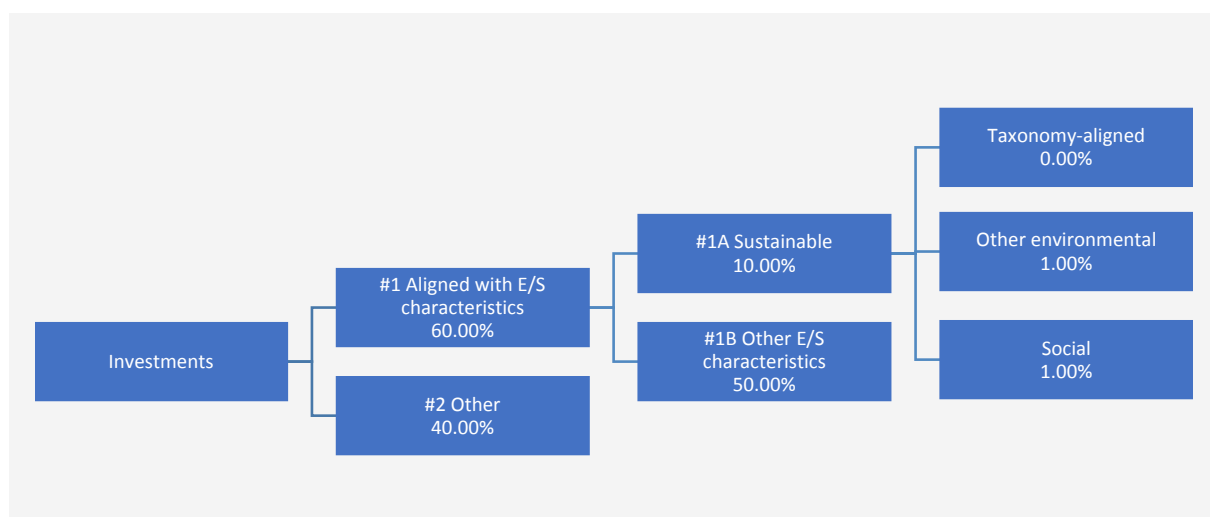 Investments
#1 Aligned with E/S
characteristics
60.00%
#2 Other
40.00%
#1A Sustainable
10.00%
#1B Other E/S
characteristics
50.00%
Taxonomy-aligned
0.00%
Other environmental
1.00%
Social
1.00%